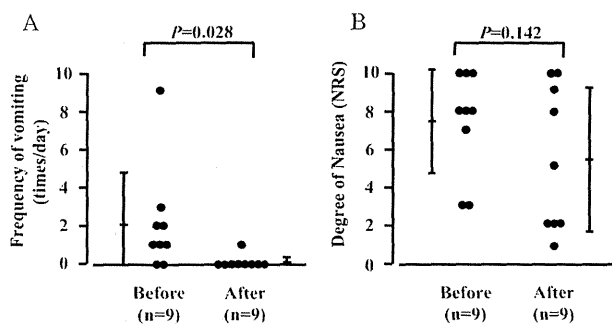 A
P=0.028
Frequency of vomiting
(times/day)
10
8
6
4
2
0
Before
(n=9)
After
(n=9)
B
P=0.142
Degree of Nausea (NRS)
10
8
6
4
2
0
Before
(n=9)
After
(n=9)